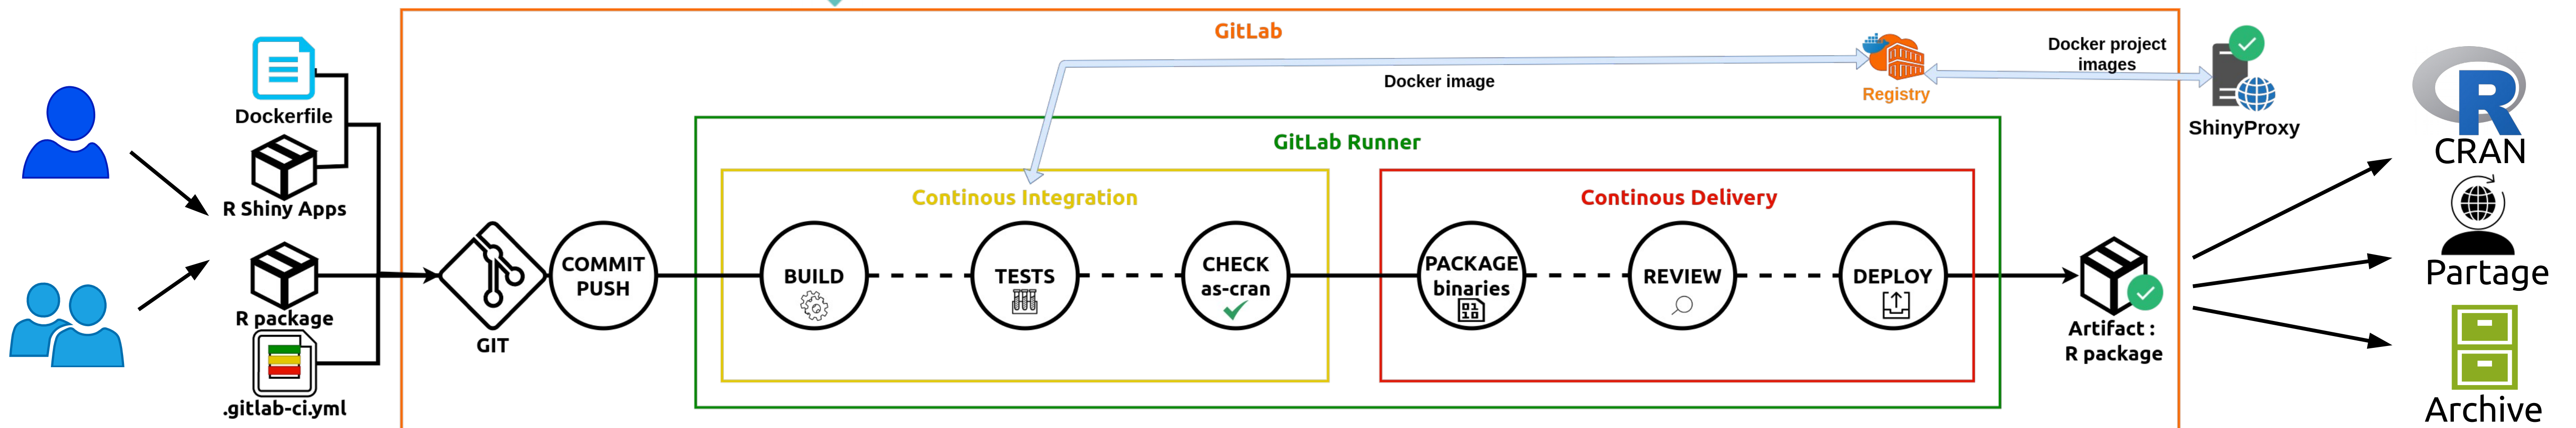 GitLab
Dockerfile
R Shiny Apps
R package
.gitlab-ci.yml
GIT
COMMIT
PUSH
Docker image
Registry
Docker project
images
ShinyProxy
GitLab Runner
Continous Integration
BUILD
TESTS
CHECK
as-cran
Continous Delivery
PACKAGE
binaries
01
10
REVIEW
DEPLOY
Artifact :
R package
R
CRAN
Partage
Archive